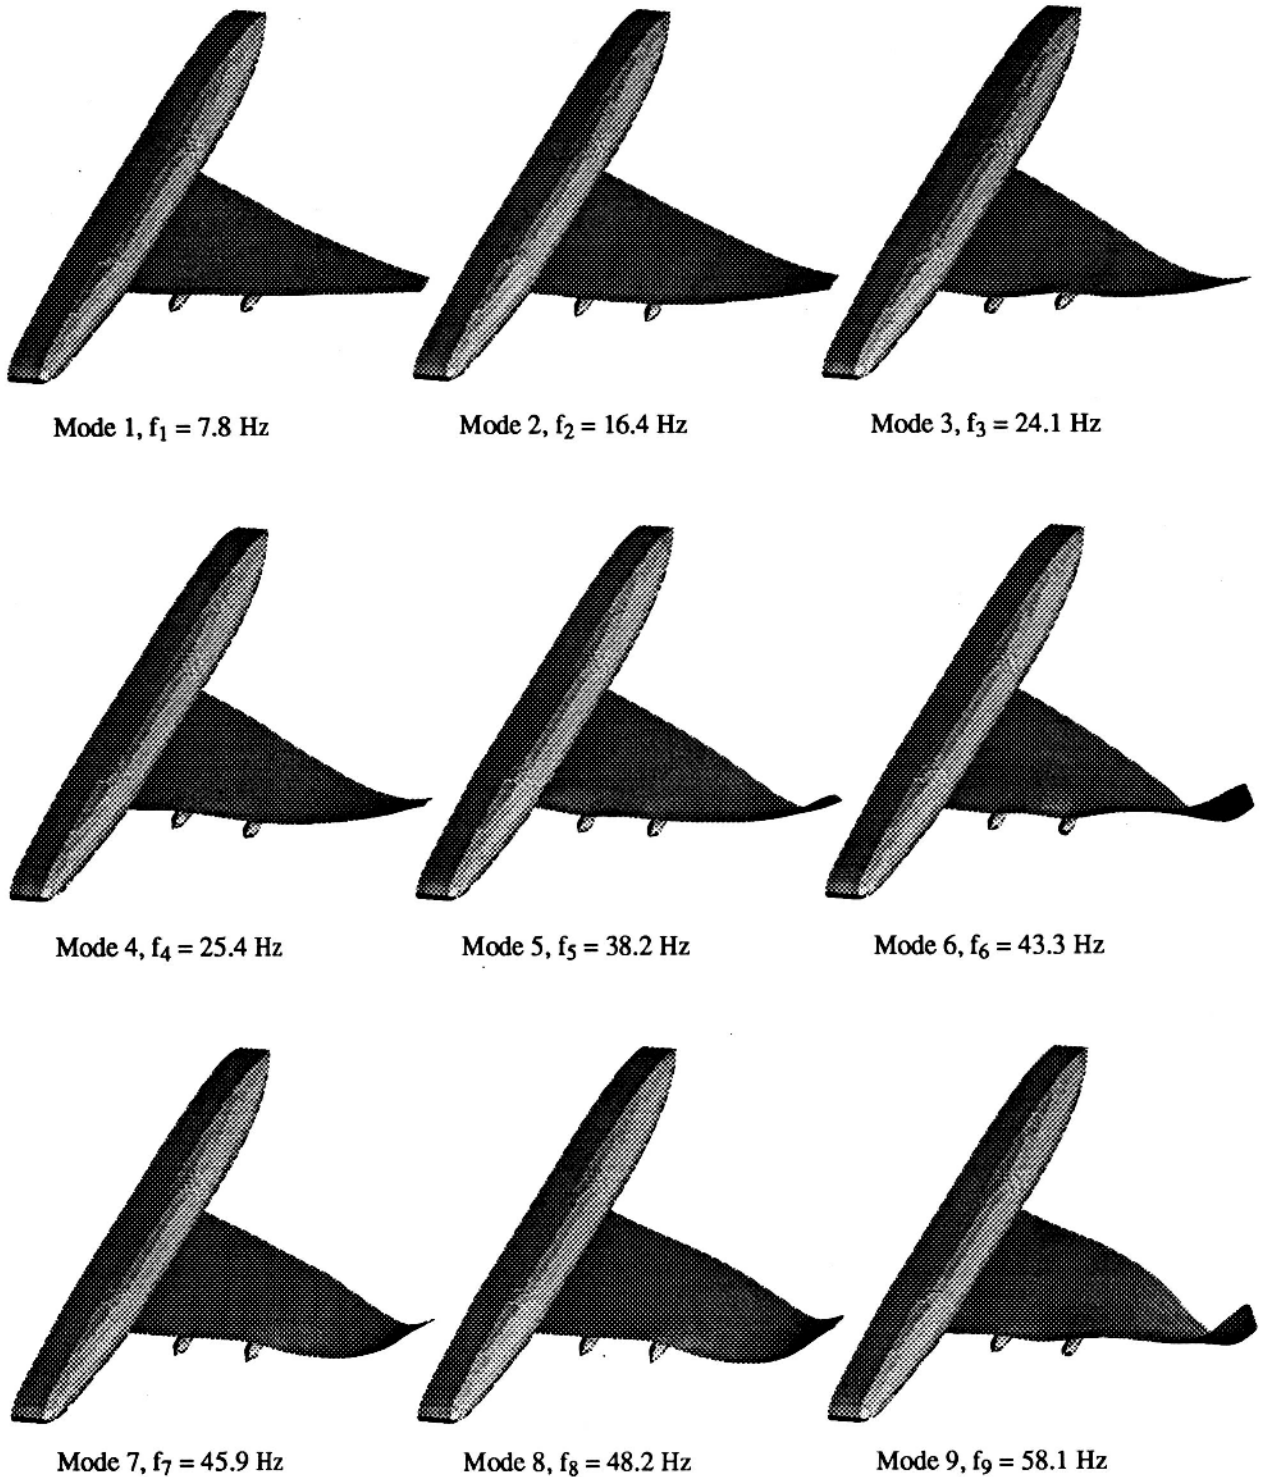 Mode 1, f1 = 7.8 Hz
Mode 2, f2 = 16.4 Hz
Mode 3, f3 = 24.1 Hz
Mode 4, f4 = 25.4 Hz
Mode 5, f5 = 38.2 Hz
Mode 6, f6 = 43.3 Hz
Mode 7, f7 = 45.9 Hz
Mode 8, f8 = 48.2 Hz
Mode 9, f9 = 58.1 Hz